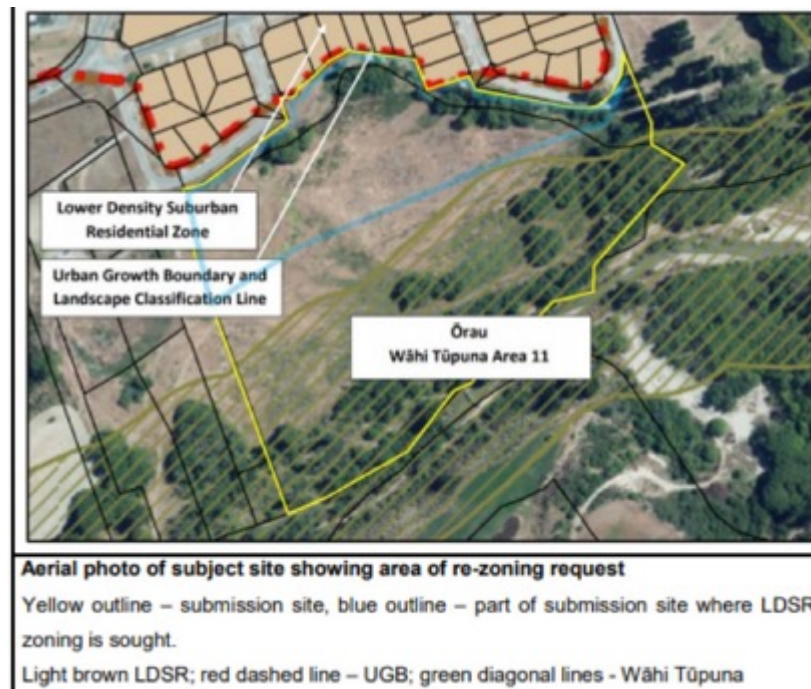 Lower Density Suburban
Residential Zone
Urban Growth Boundary and
Landscape Classification Line
Ōrau
Wāhi Tūpuna Area 11
Aerial photo of subject site showing area of re-zoning request
Yellow outline – submission site, blue outline – part of submission site where LDSR
zoning is sought.
Light brown LDSR; red dashed line – UGB; green diagonal lines - Wāhi Tūpuna